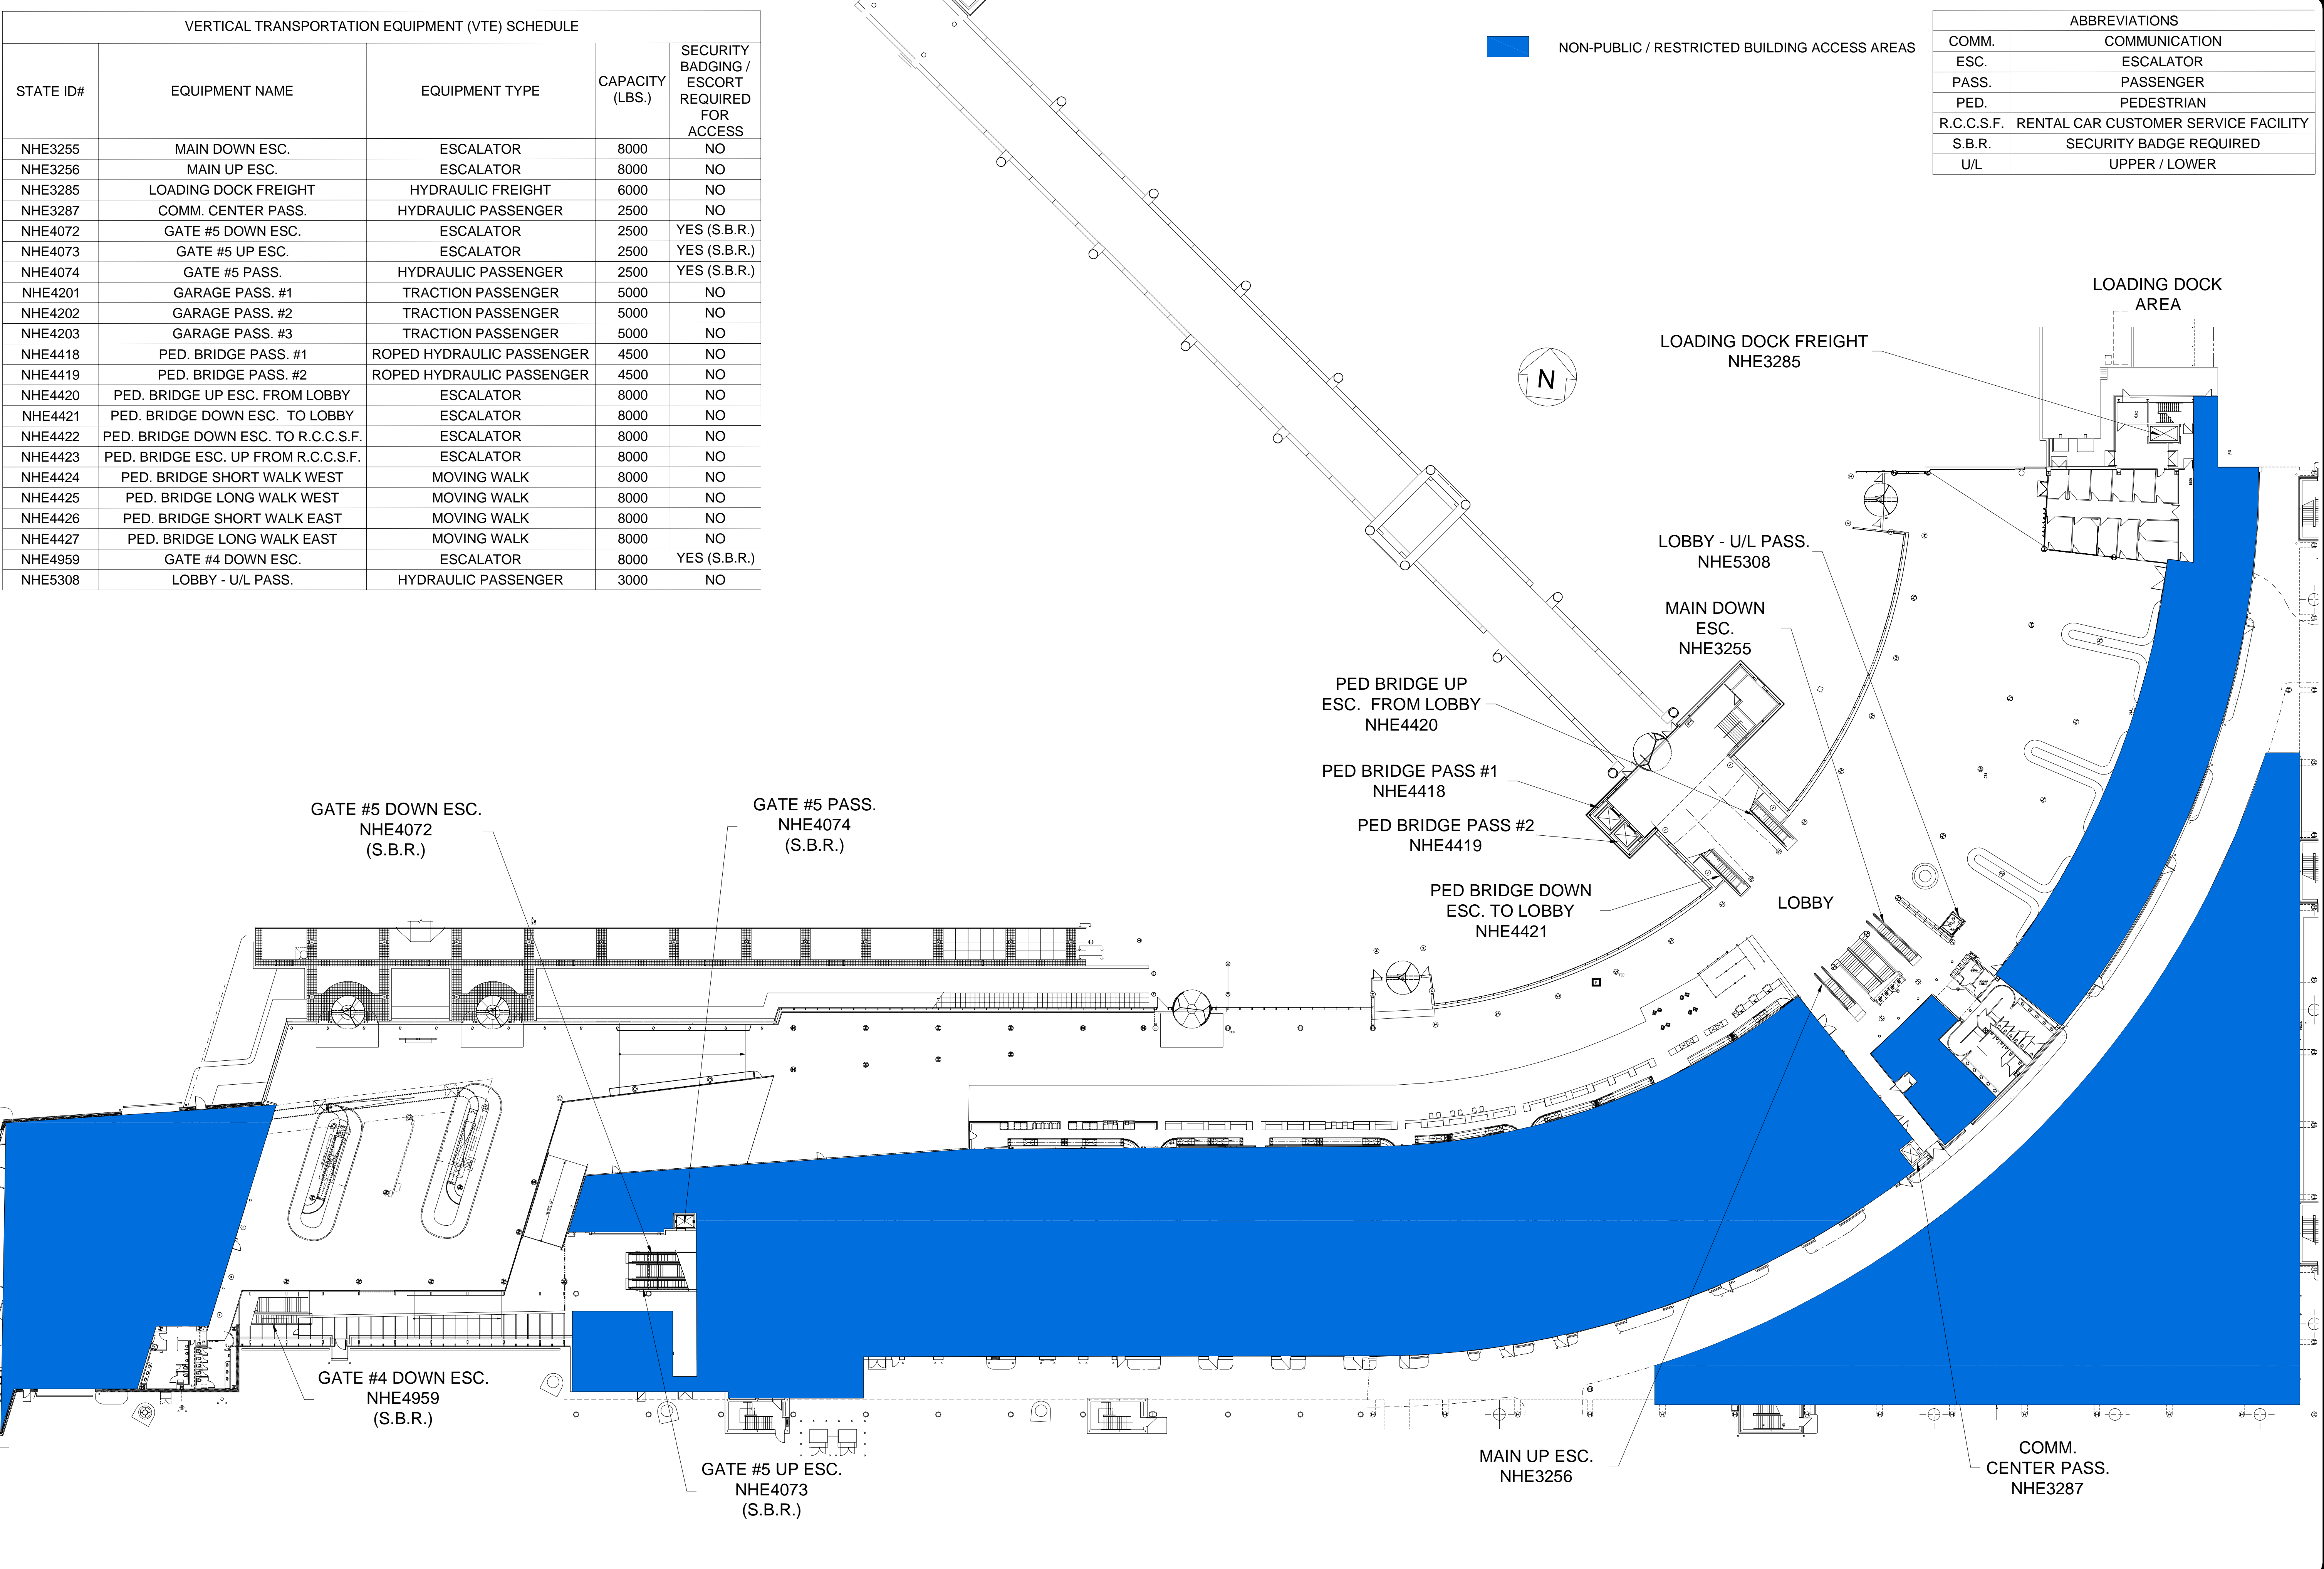 VERTICAL TRANSPORTATION EQUIPMENT (VTE) SCHEDULE
STATE ID# EQUIPMENT NAME EQUIPMENT TYPE CAPACITY (LBS.) SECURITY BADGING / ESCORT REQUIRED FOR ACCESS
NHE3255 MAIN DOWN ESC. ESCALATOR 8000 NO
NHE3256 MAIN UP ESC. ESCALATOR 8000 NO
NHE3285 LOADING DOCK FREIGHT HYDRAULIC FREIGHT 6000 NO
NHE3287 COMM. CENTER PASS. HYDRAULIC PASSENGER 2500 NO
NHE4072 GATE #5 DOWN ESC. ESCALATOR 2500 YES (S.B.R.)
NHE4073 GATE #5 UP ESC. ESCALATOR 2500 YES (S.B.R.)
NHE4074 GATE #5 PASS. HYDRAULIC PASSENGER 2500 YES (S.B.R.)
NHE4201 GARAGE PASS. #1 TRACTION PASSENGER 5000 NO
NHE4202 GARAGE PASS. #2 TRACTION PASSENGER 5000 NO
NHE4203 GARAGE PASS. #3 TRACTION PASSENGER 5000 NO
NHE4418 PED. BRIDGE PASS. #1 ROPED HYDRAULIC PASSENGER 4500 NO
NHE4419 PED. BRIDGE PASS. #2 ROPED HYDRAULIC PASSENGER 4500 NO
NHE4420 PED. BRIDGE UP ESC. FROM LOBBY ESCALATOR 8000 NO
NHE4421 PED. BRIDGE DOWN ESC. TO LOBBY ESCALATOR 8000 NO
NHE4422 PED. BRIDGE DOWN ESC. TO R.C.C.S.F. ESCALATOR 8000 NO
NHE4423 PED. BRIDGE ESC. UP FROM R.C.C.S.F. ESCALATOR 8000 NO
NHE4424 PED. BRIDGE SHORT WALK WEST MOVING WALK 8000 NO
NHE4425 PED. BRIDGE LONG WALK WEST MOVING WALK 8000 NO
NHE4426 PED. BRIDGE SHORT WALK EAST MOVING WALK 8000 NO
NHE4427 PED. BRIDGE LONG WALK EAST MOVING WALK 8000 NO
NHE4959 GATE #4 DOWN ESC. ESCALATOR 8000 YES (S.B.R.)
NHE5308 LOBBY - U/L PASS. HYDRAULIC PASSENGER 3000 NO
NON-PUBLIC / RESTRICTED BUILDING ACCESS AREAS
ABBREVIATIONS
COMM. COMMUNICATION
ESC. ESCALATOR
PASS. PASSENGER
PED. PEDESTRIAN
R.C.C.S.F. RENTAL CAR CUSTOMER SERVICE FACILITY
S.B.R. SECURITY BADGE REQUIRED
U/L UPPER / LOWER
LOADING DOCK
AREA
LOADING DOCK FREIGHT
NHE3285
N
LOBBY - U/L PASS.
NHE5308
MAIN DOWN
ESC.
NHE3255
PED BRIDGE UP
ESC. FROM LOBBY
NHE4420
PED BRIDGE PASS #1
NHE4418
PED BRIDGE PASS #2
NHE4419
PED BRIDGE DOWN
ESC. TO LOBBY
NHE4421
LOBBY
GATE #5 DOWN ESC.
NHE4072
(S.B.R.)
GATE #5 PASS.
NHE4074
(S.B.R.)
GATE #4 DOWN ESC.
NHE4959
(S.B.R.)
GATE #5 UP ESC.
NHE4073
(S.B.R.)
MAIN UP ESC.
NHE3256
COMM.
CENTER PASS.
NHE3287